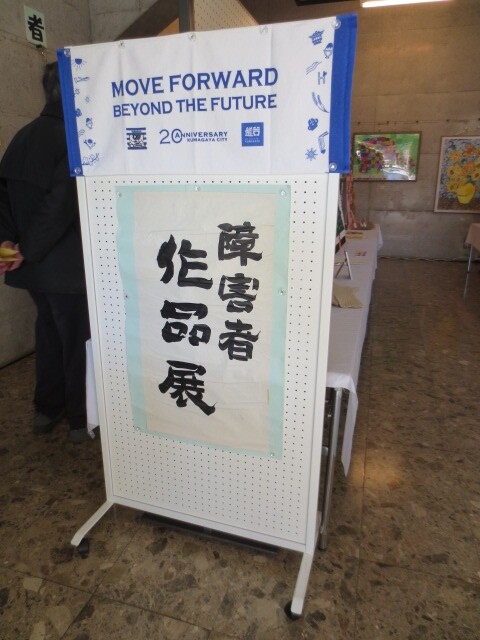 者
MOVE FORWARD
BEYOND THE FUTURE
20 ANNIVERSARY
KUMAGAYA CITY
障害者
作品展